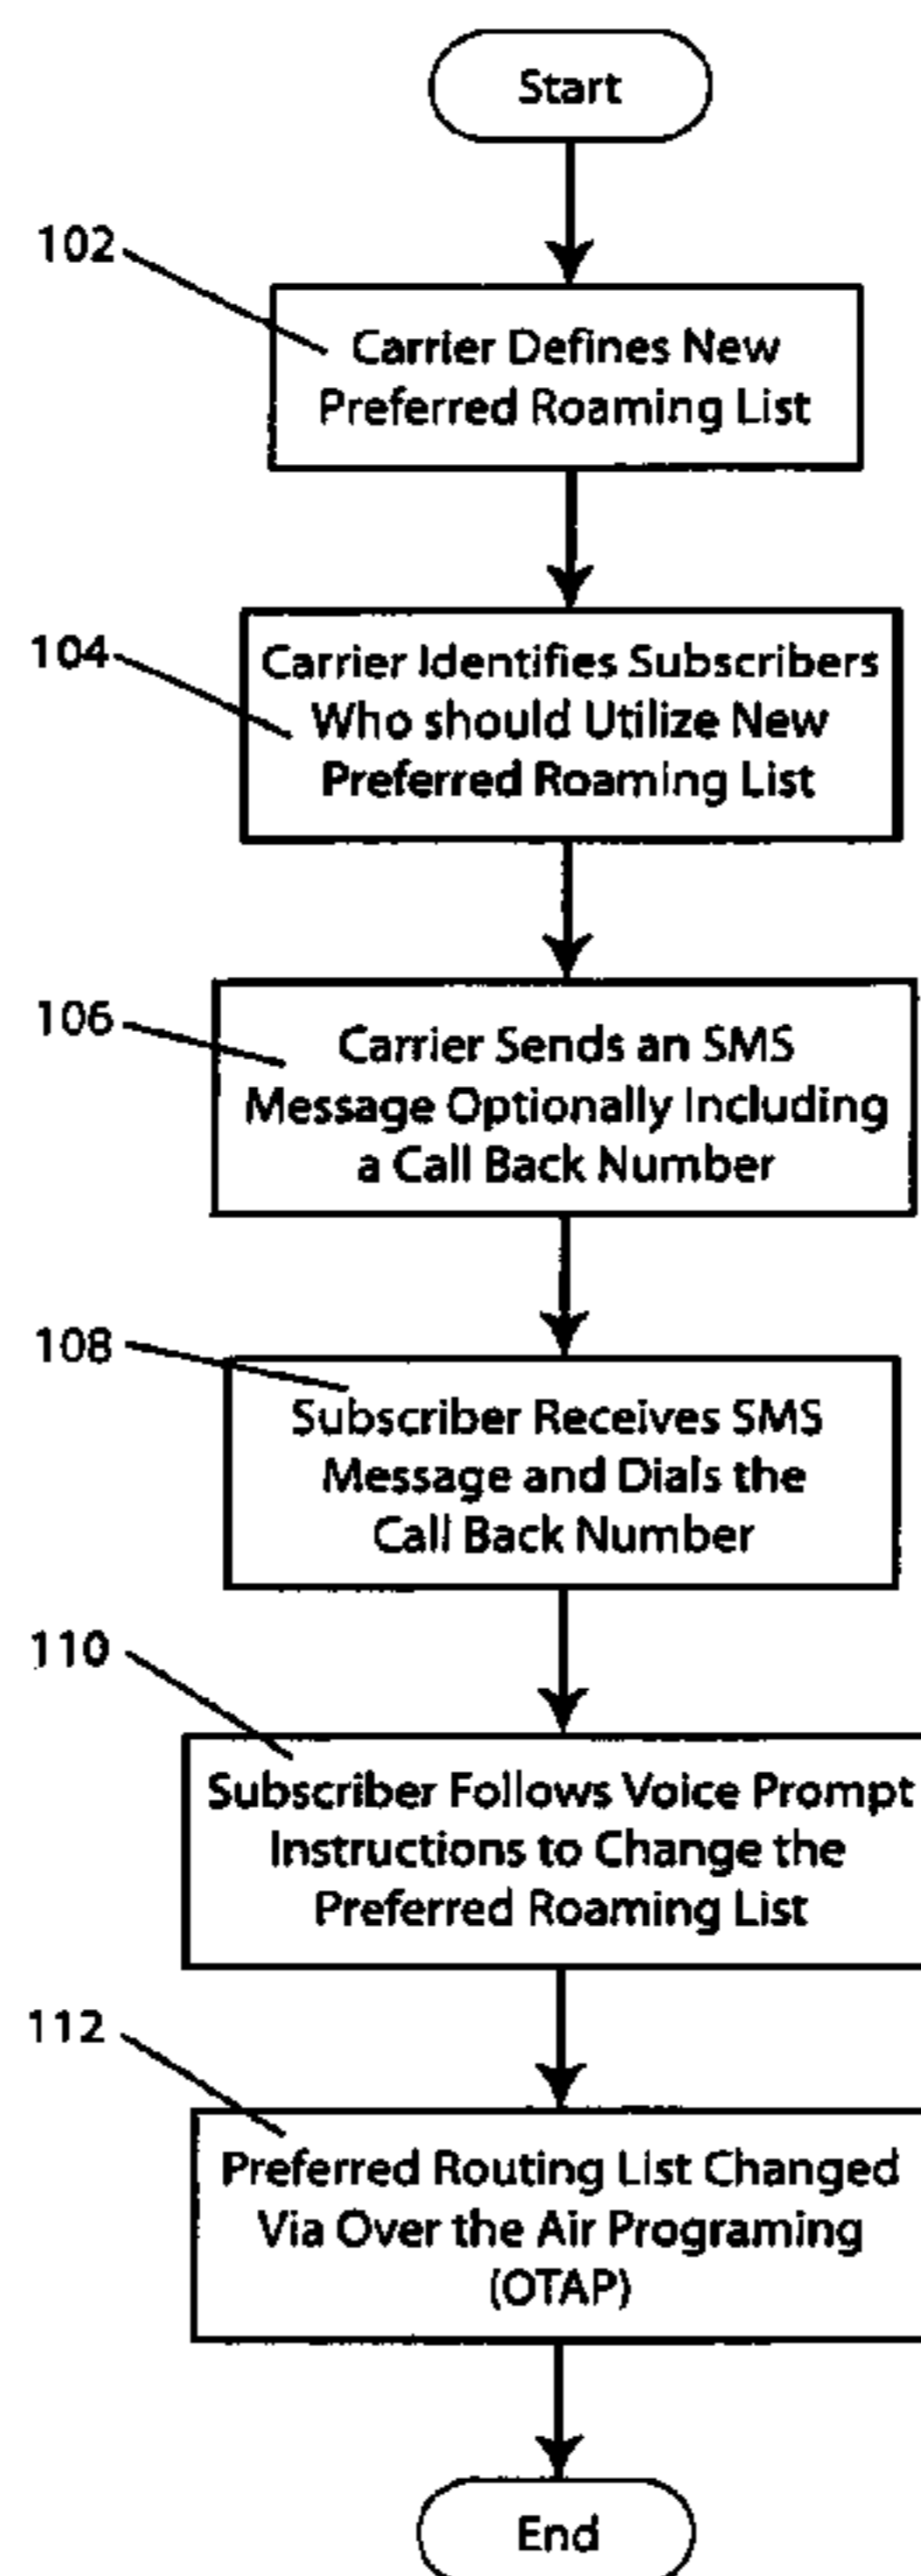 Start
102
Carrier Defines New
Preferred Roaming List
104
Carrier Identifies Subscribers
Who should Utilize New
Preferred Roaming List
106
Carrier Sends an SMS
Message Optionally Including
a Call Back Number
108
Subscriber Receives SMS
Message and Dials the
Call Back Number
110
Subscriber Follows Voice Prompt
Instructions to Change the
Preferred Roaming List
112
Preferred Routing List Changed
Via Over the Air Programing
(OTAP)
End